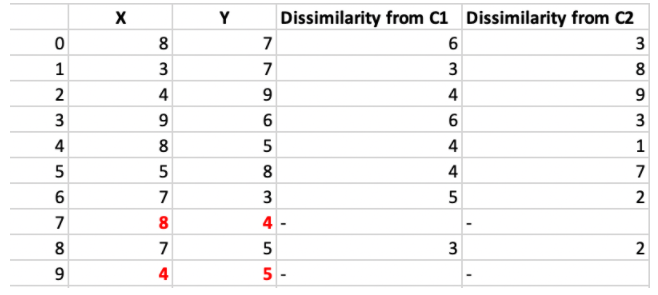 X Y Dissimilarity from C1 Dissimilarity from C2
0 8 7 6 3
1 3 7 3 8
2 4 9 4 9
3 9 6 6 3
4 8 5 4 1
5 5 8 4 7
6 7 3 5 2
7 8 4 - -
8 7 5 3 2
9 4 5 - -